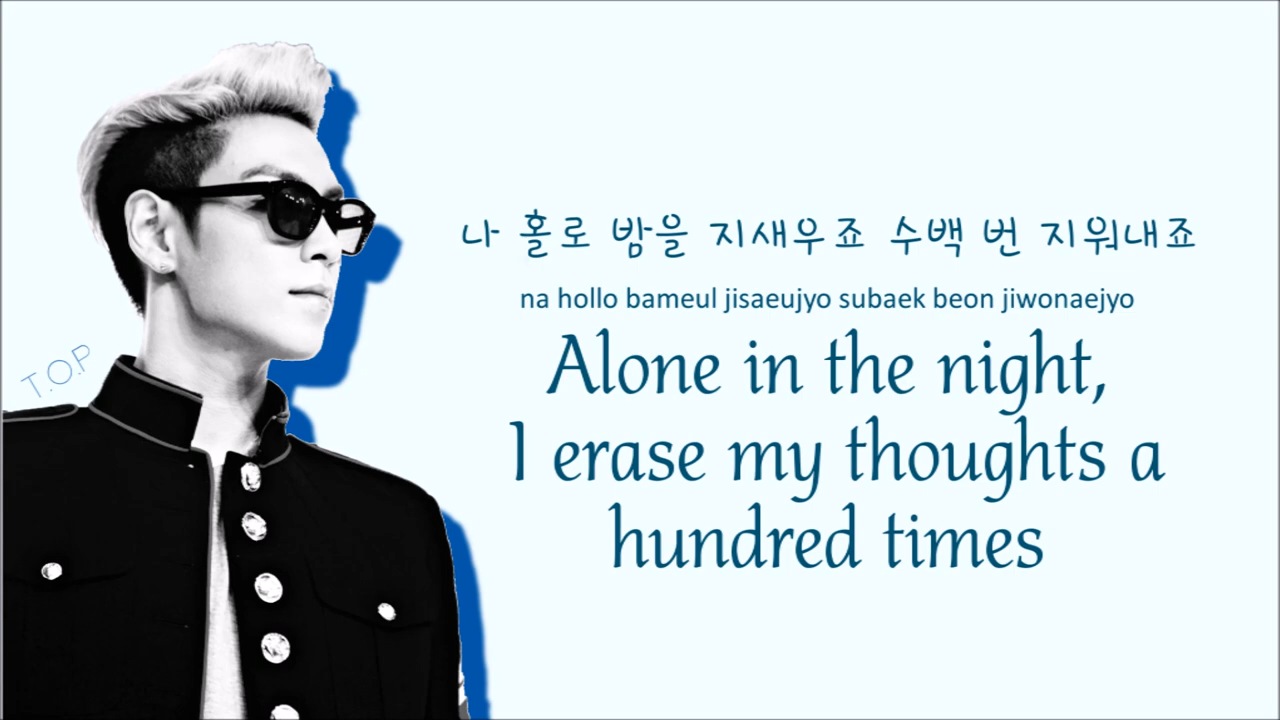 나 홀로 밤을 지새우죠 수백 번 지워내죠
na hollo bameul jisaeujyo subaek beon jiwonaejyo
Alone in the night,
I erase my thoughts a
hundred times
T.O.P